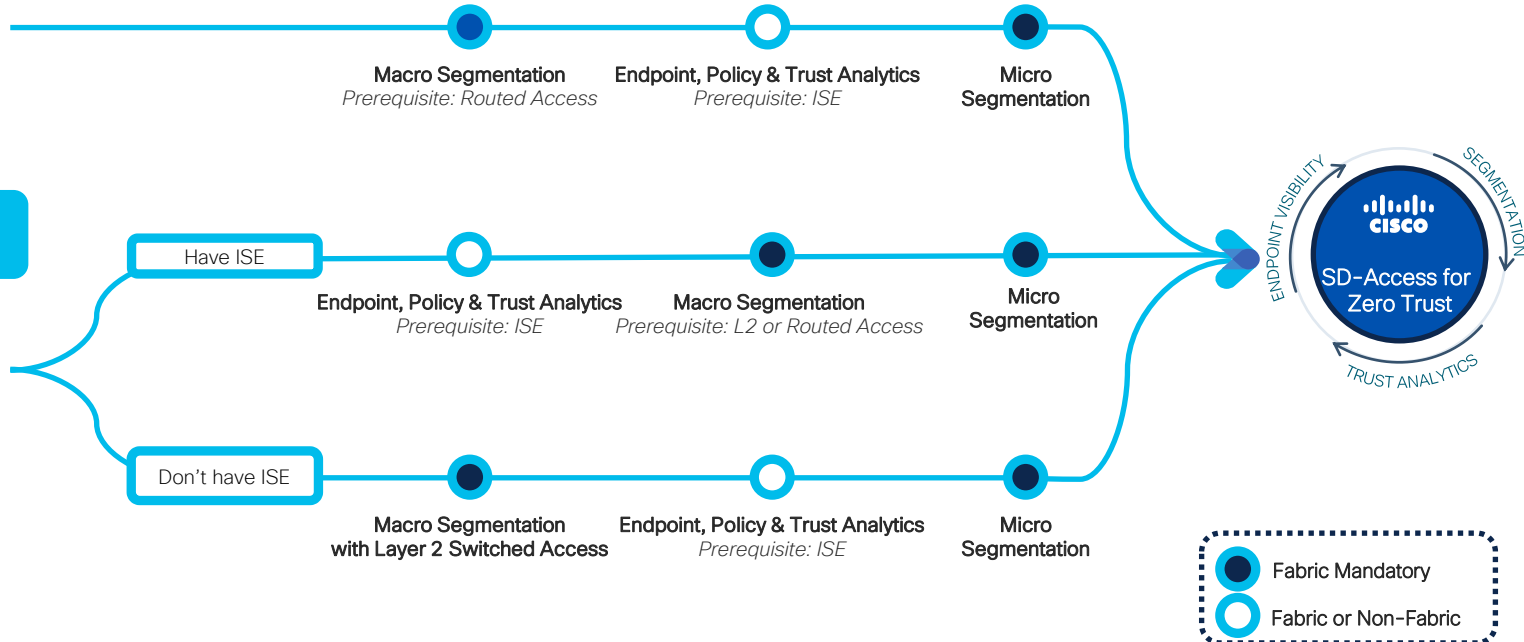 Macro Segmentation
Prerequisite: Routed Access
Endpoint, Policy & Trust Analytics
Prerequisite: ISE
Micro
Segmentation
Have ISE
Endpoint, Policy & Trust Analytics
Prerequisite: ISE
Macro Segmentation
Prerequisite: L2 or Routed Access
Micro
Segmentation
ENDPOINT VISIBILITY
SEGMENTATION
CISCO
SD-Access for
Zero Trust
TRUST ANALYTICS
Don't have ISE
Macro Segmentation
with Layer 2 Switched Access
Endpoint, Policy & Trust Analytics
Prerequisite: ISE
Micro
Segmentation
Fabric Mandatory
Fabric or Non-Fabric